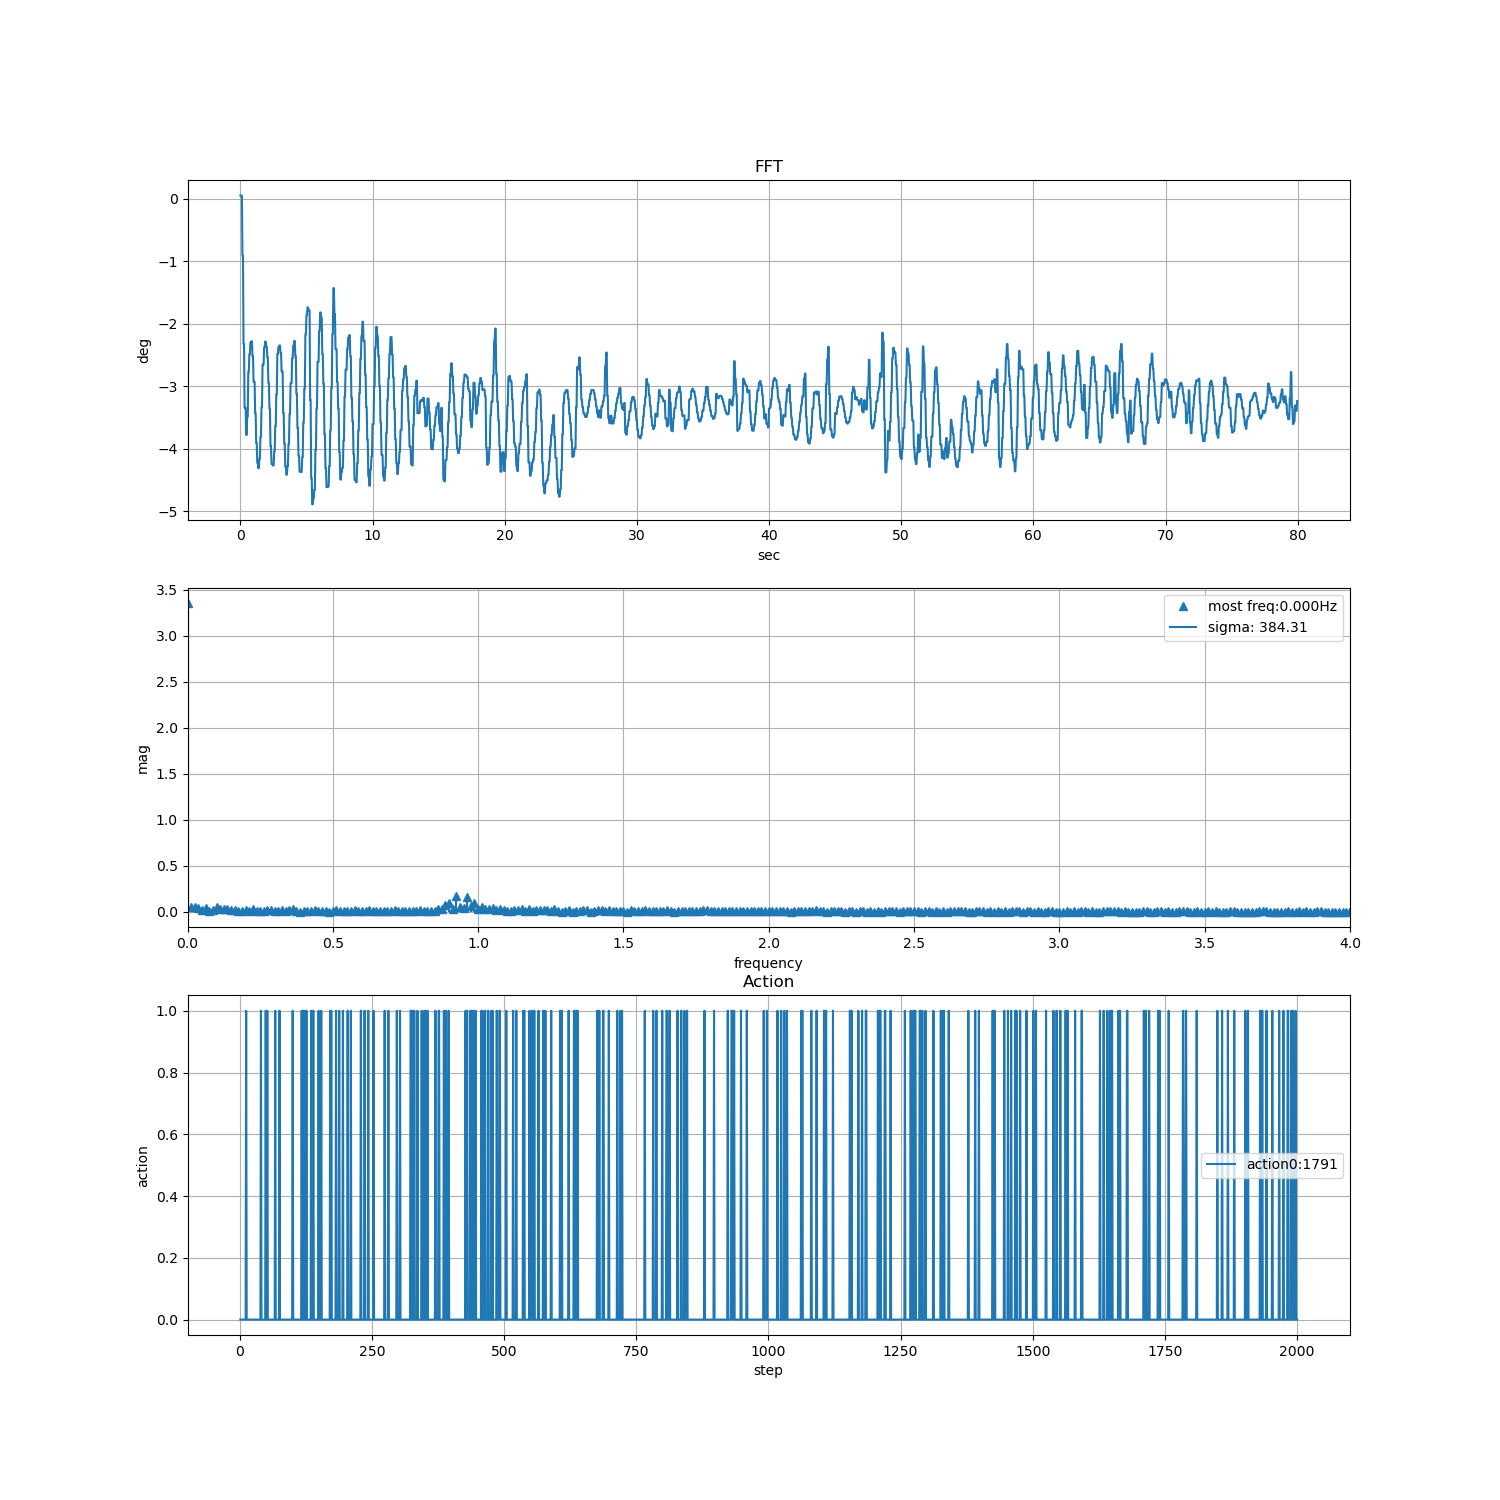 FFT
0
−1
−2
−3
−4
−5
deg
0 10 20 30 40 50 60 70 80
sec
3.5
3.0
2.5
2.0
1.5
1.0
0.5
0.0
mag
most freq:0.000Hz
sigma: 384.31
0.0 0.5 1.0 1.5 2.0 2.5 3.0 3.5 4.0
frequency
Action
1.0
0.8
0.6
0.4
0.2
0.0
action
action0:1791
0 250 500 750 1000 1250 1500 1750 2000
step